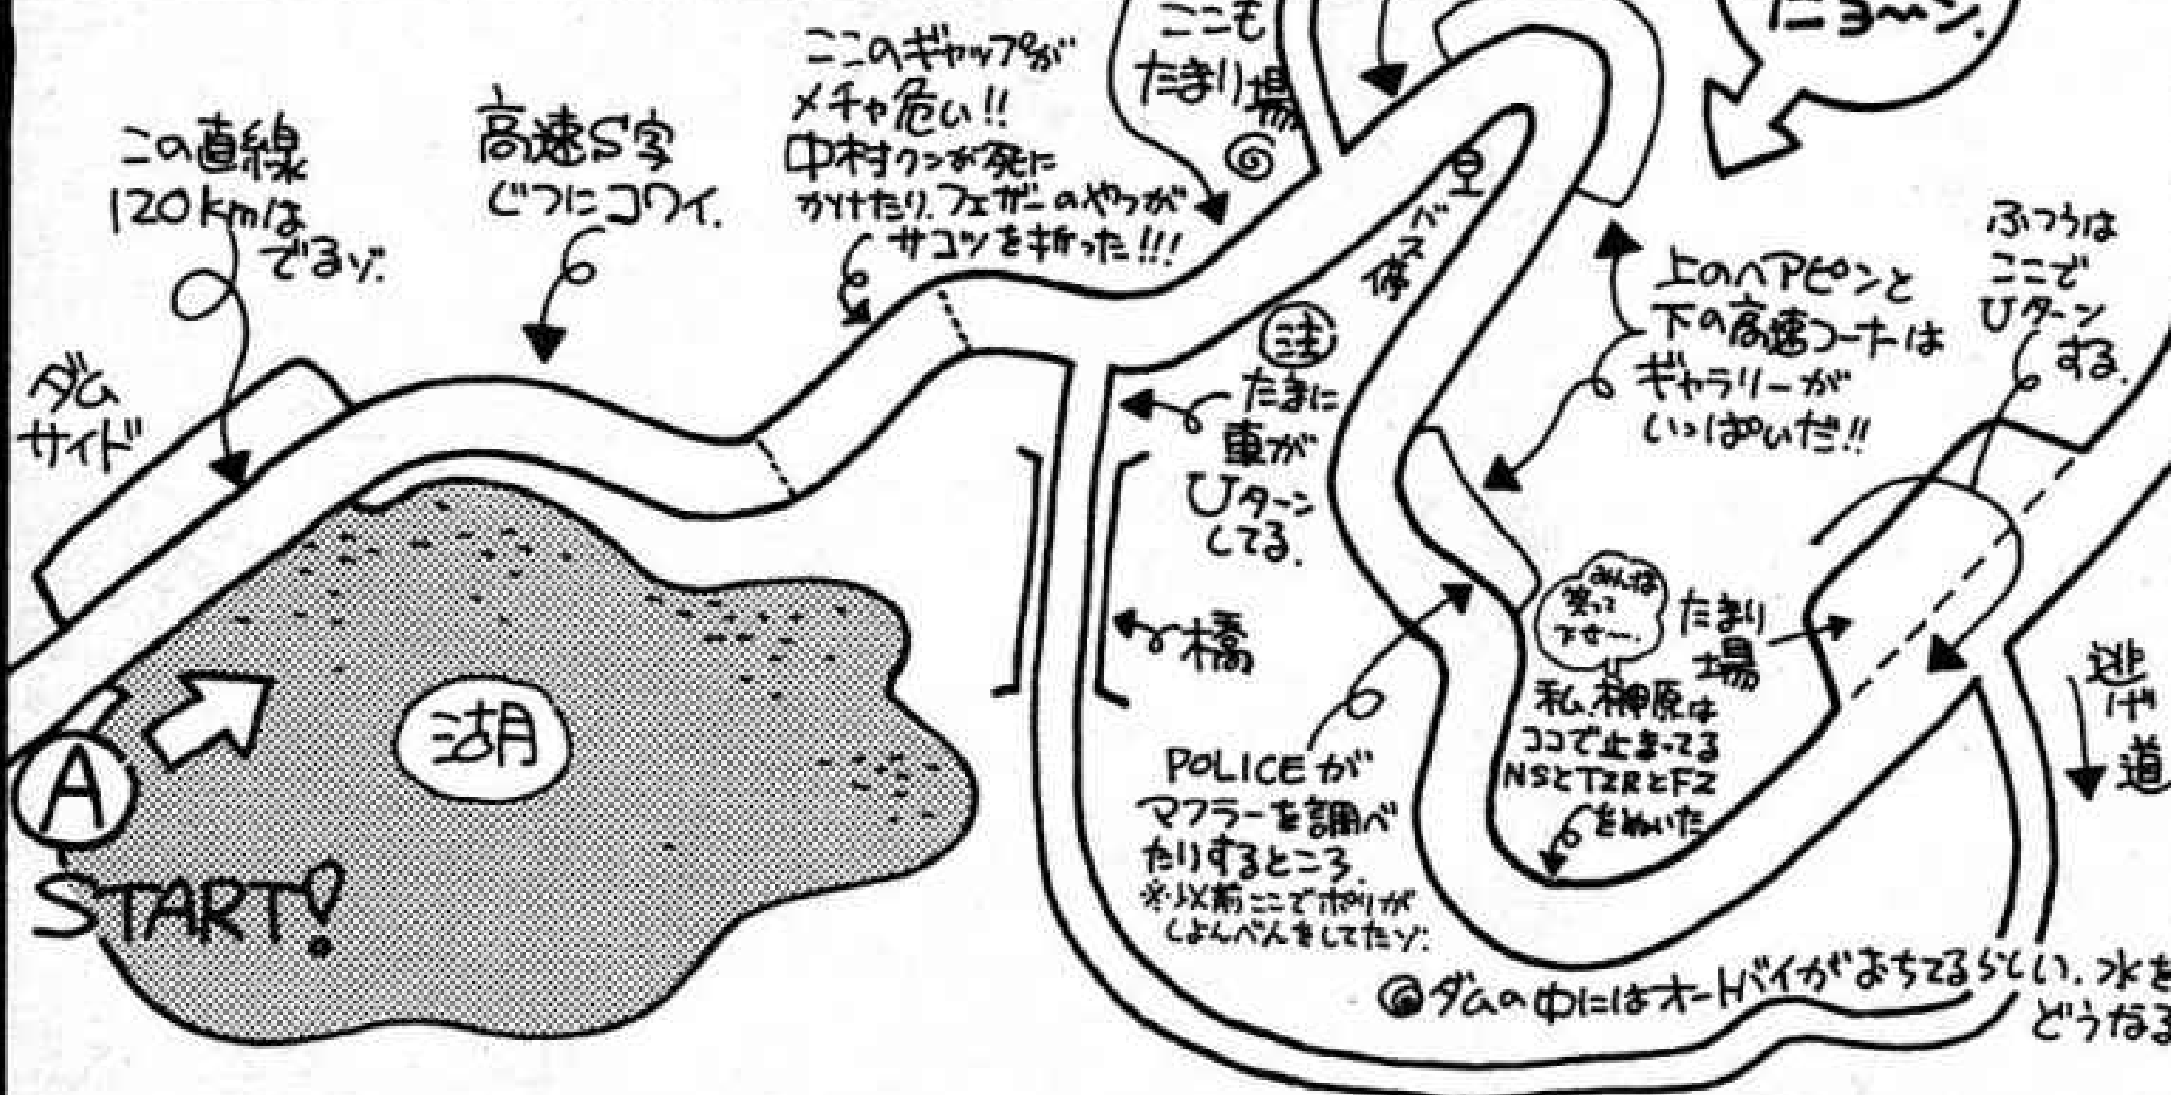 ニョ〜〜ン.
ここも
たまり場
ここのギャップが
メチャ危い!!
中村クンが死に
かけたり.フェザーのやつが
サコツを折った!!!
高速S字
じつにコワイ.
この直線
120kmは
でるゾ.
ダム
サイド
バス停
上のヘアピンと
下の高速コーナーは
ギャラリーが
いっぱいだ!!
ふつうは
ここで
Uターン
する.
注
たまに
車が
Uターン
してる.
橋
みんな
笑って
下せー.
私、榊原は
ココで止まってる
NSとTZRとFZ
をぬいた
たまり
場
逃げ道
湖
A
START!
POLICEが
マフラーを調べ
たりするところ.
※以前ここでポリが
しょんべんをしてたゾ.
ダムの中にはオートバイがおちてるらしい.水を
どうなる